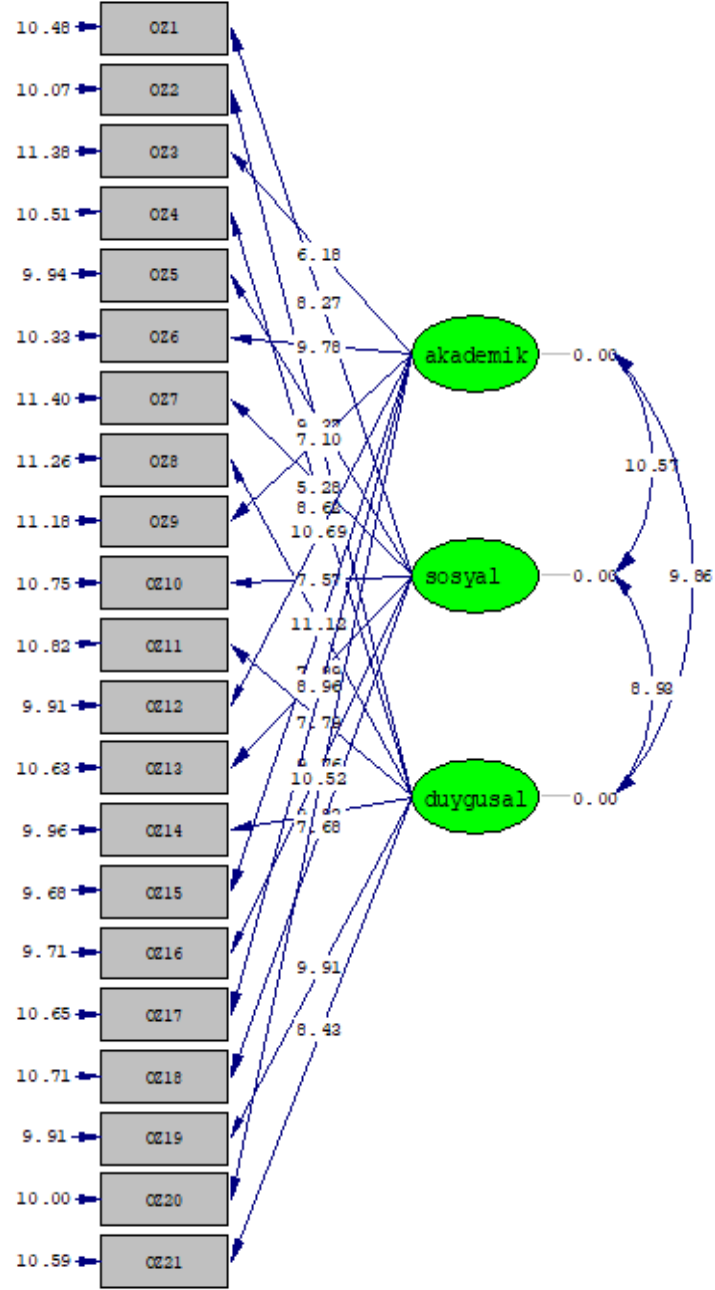 10.48 OZ1
10.07 OZ2
11.38 OZ3
10.51 OZ4
9.94 OZ5
10.33 OZ6
11.40 OZ7
11.26 OZ8
11.18 OZ9
10.75 OZ10
10.82 OZ11
9.91 OZ12
10.63 OZ13
9.96 OZ14
9.68 OZ15
9.71 OZ16
10.65 OZ17
10.71 OZ18
9.91 OZ19
10.00 OZ20
10.59 OZ21
6.18
8.27
9.78
7.10
5.28
8.62
10.69
7.57
11.12
8.96
7.79
10.52
7.68
9.91
8.43
akademik 0.00
sosyal 0.00
duygusal 0.00
10.57
9.06
8.93